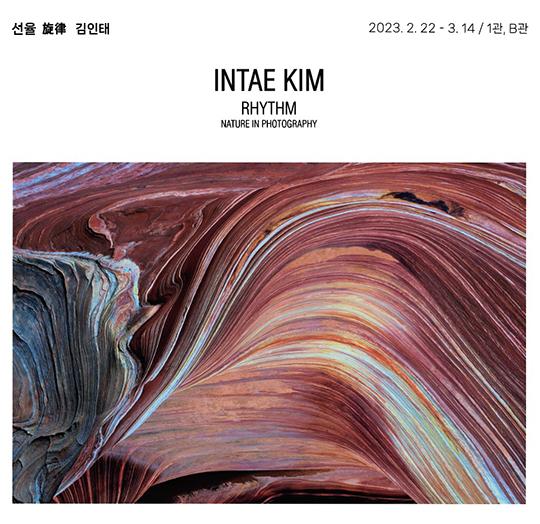 선율 旋律 김인태
2023. 2. 22 - 3. 14 / 1관, B관
INTAE KIM
RHYTHM
NATURE IN PHOTOGRAPHY